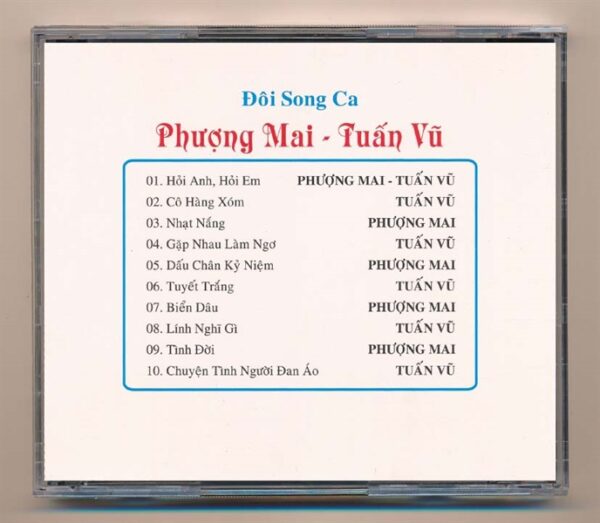 Đôi Song Ca
Phượng Mai - Tuấn Vũ
01. Hỏi Anh, Hỏi Em PHƯỢNG MAI - TUẤN VŨ
02. Cô Hàng Xóm TUẤN VŨ
03. Nhạt Nắng PHƯỢNG MAI
04. Gặp Nhau Làm Ngơ TUẤN VŨ
05. Dấu Chân Kỷ Niệm PHƯỢNG MAI
06. Tuyết Trắng TUẤN VŨ
07. Biển Dâu PHƯỢNG MAI
08. Lính Nghĩ Gì TUẤN VŨ
09. Tình Đời PHƯỢNG MAI
10. Chuyện Tình Người Đan Áo TUẤN VŨ